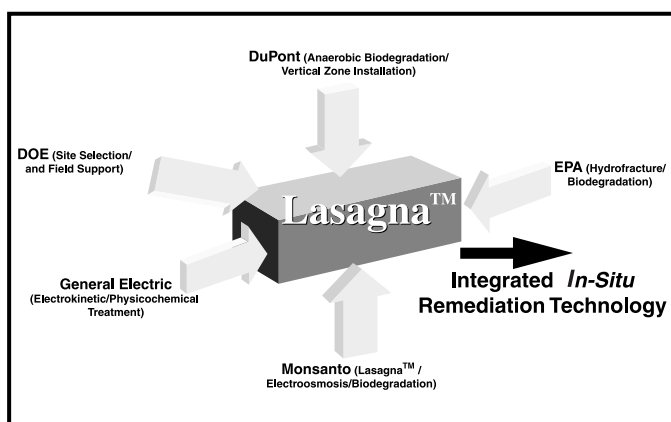 DuPont (Anaerobic Biodegradation/
Vertical Zone Installation)
DOE (Site Selection/
and Field Support)
EPA (Hydrofracture/
Biodegradation)
Lasagna™
General Electric
(Electrokinetic/Physicochemical
Treatment)
Integrated In-Situ
Remediation Technology
Monsanto (Lasagna™ /
Electroosmosis/Biodegradation)